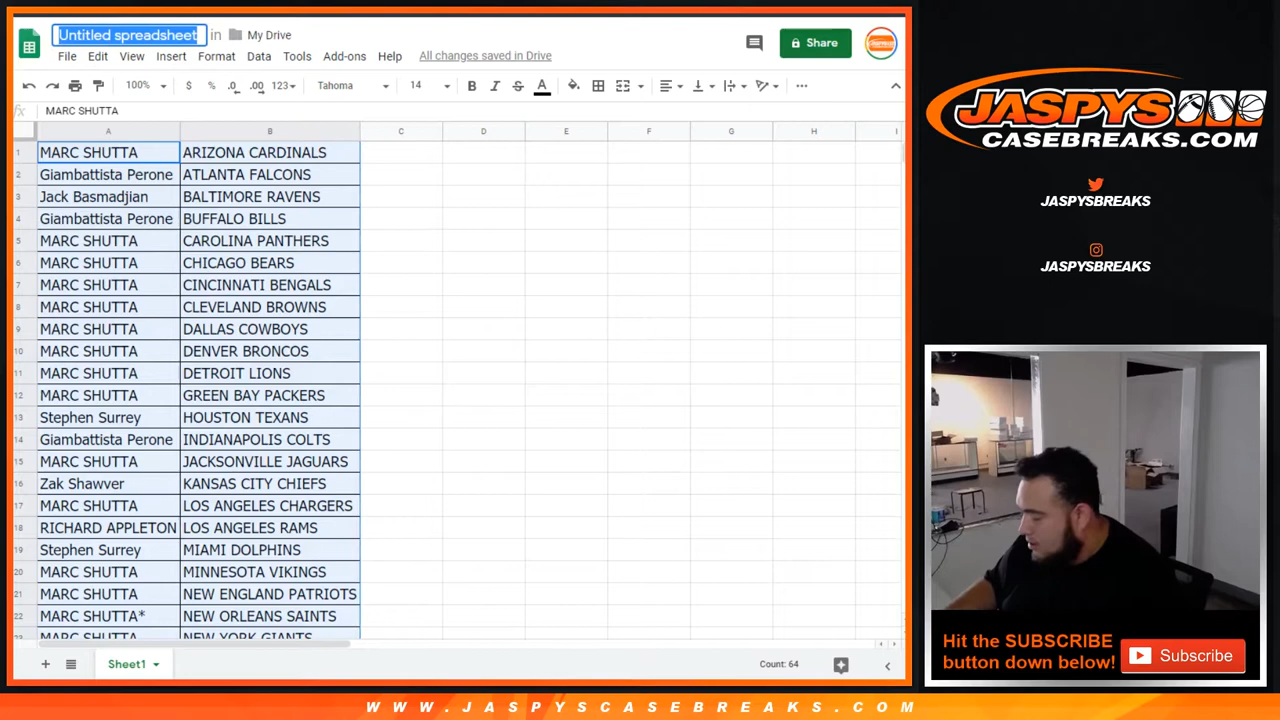 Untitled spreadsheet in My Drive
File Edit View Insert Format Data Tools Add-ons Help All changes saved in Drive
Share
100% $ % .0 .00 123 Tahoma 14 B I S A
fx MARC SHUTTA
A B C D E F G H I
1 MARC SHUTTA ARIZONA CARDINALS
2 Giambattista Perone ATLANTA FALCONS
3 Jack Basmadjian BALTIMORE RAVENS
4 Giambattista Perone BUFFALO BILLS
5 MARC SHUTTA CAROLINA PANTHERS
6 MARC SHUTTA CHICAGO BEARS
7 MARC SHUTTA CINCINNATI BENGALS
8 MARC SHUTTA CLEVELAND BROWNS
9 MARC SHUTTA DALLAS COWBOYS
10 MARC SHUTTA DENVER BRONCOS
11 MARC SHUTTA DETROIT LIONS
12 MARC SHUTTA GREEN BAY PACKERS
13 Stephen Surrey HOUSTON TEXANS
14 Giambattista Perone INDIANAPOLIS COLTS
15 MARC SHUTTA JACKSONVILLE JAGUARS
16 Zak Shawver KANSAS CITY CHIEFS
17 MARC SHUTTA LOS ANGELES CHARGERS
18 RICHARD APPLETON LOS ANGELES RAMS
19 Stephen Surrey MIAMI DOLPHINS
20 MARC SHUTTA MINNESOTA VIKINGS
21 MARC SHUTTA NEW ENGLAND PATRIOTS
22 MARC SHUTTA* NEW ORLEANS SAINTS
23 MARC SHUTTA NEW YORK GIANTS
Sheet1
Count: 64
JASPYS
CASEBREAKS.COM
JASPYSBREAKS
JASPYSBREAKS
Hit the SUBSCRIBE
button down below!
Subscribe
WWW.JASPYSCASEBREAKS.COM